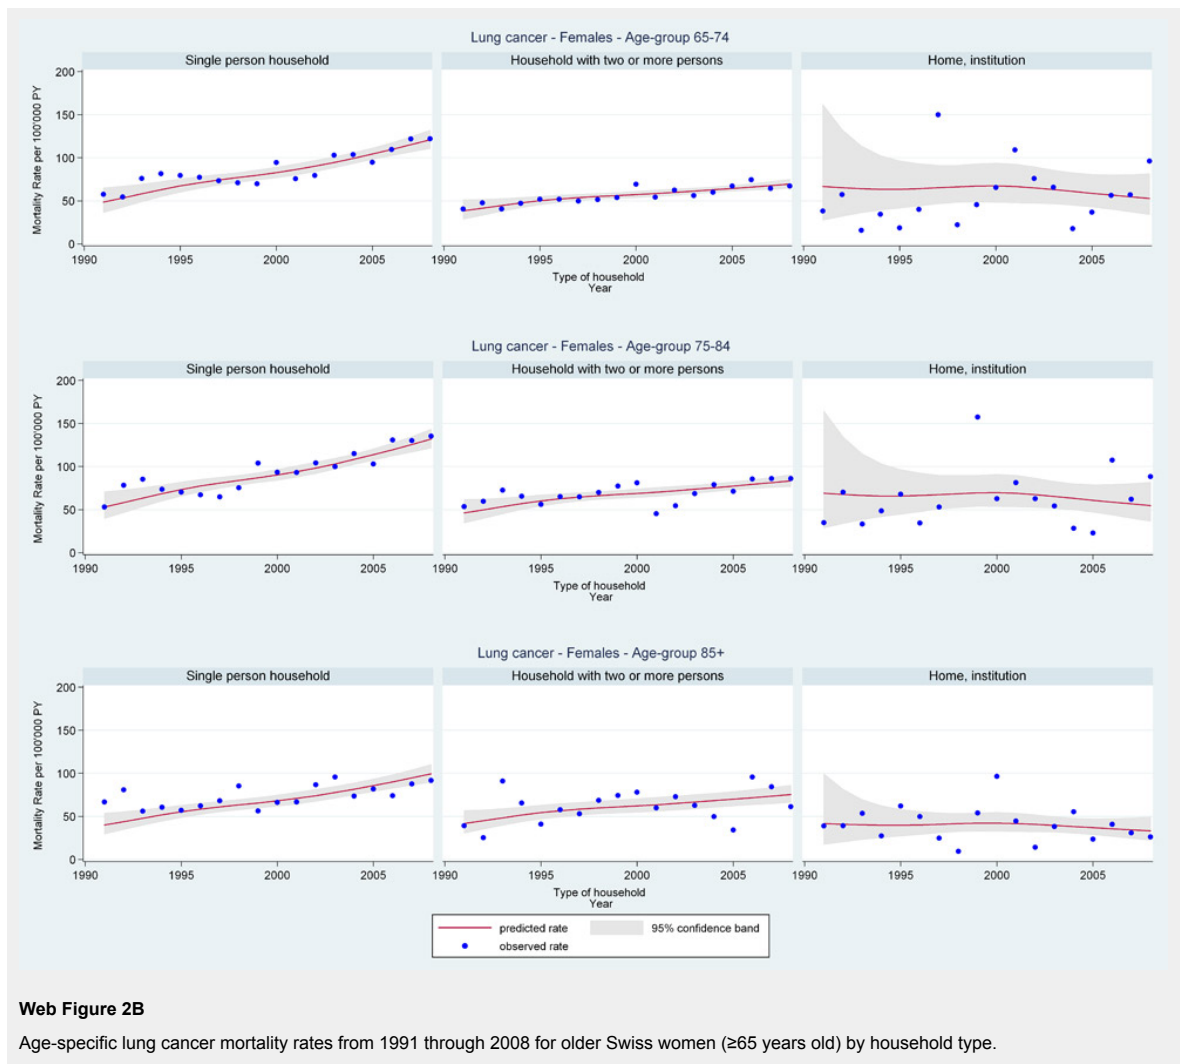 Lung cancer - Females - Age-group 65-74
Single person household
Household with two or more persons
Home, institution
Mortality Rate per 100'000 PY
200
150
100
50
0
1990 1995 2000 2005
1990 1995 2000 2005
1990 1995 2000 2005
Type of household
Year
Lung cancer - Females - Age-group 75-84
Single person household
Household with two or more persons
Home, institution
Mortality Rate per 100'000 PY
200
150
100
50
0
1990 1995 2000 2005
1990 1995 2000 2005
1990 1995 2000 2005
Type of household
Year
Lung cancer - Females - Age-group 85+
Single person household
Household with two or more persons
Home, institution
Mortality Rate per 100'000 PY
200
150
100
50
0
1990 1995 2000 2005
1990 1995 2000 2005
1990 1995 2000 2005
Type of household
Year
predicted rate
95% confidence band
observed rate
Web Figure 2B
Age-specific lung cancer mortality rates from 1991 through 2008 for older Swiss women (≥65 years old) by household type.